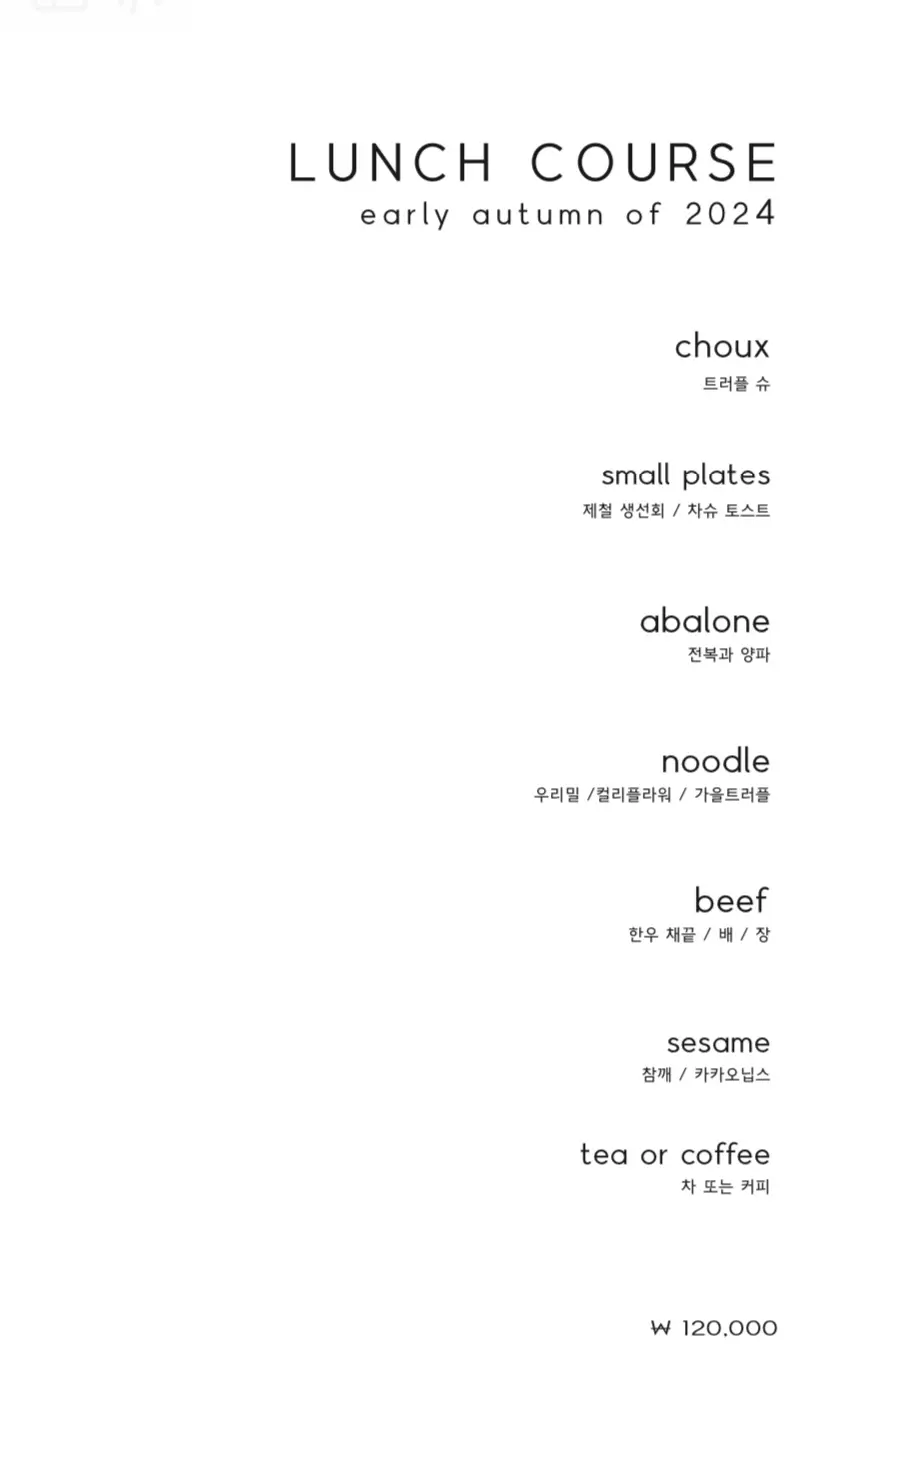 LUNCH COURSE
early autumn of 2024
choux
트러플 슈
small plates
제철 생선회 / 차슈 토스트
abalone
전복과 양파
noodle
우리밀 /컬리플라워 / 가을트러플
beef
한우 채끝 / 배 / 장
sesame
참깨 / 카카오닙스
tea or coffee
차 또는 커피
₩ 120,000